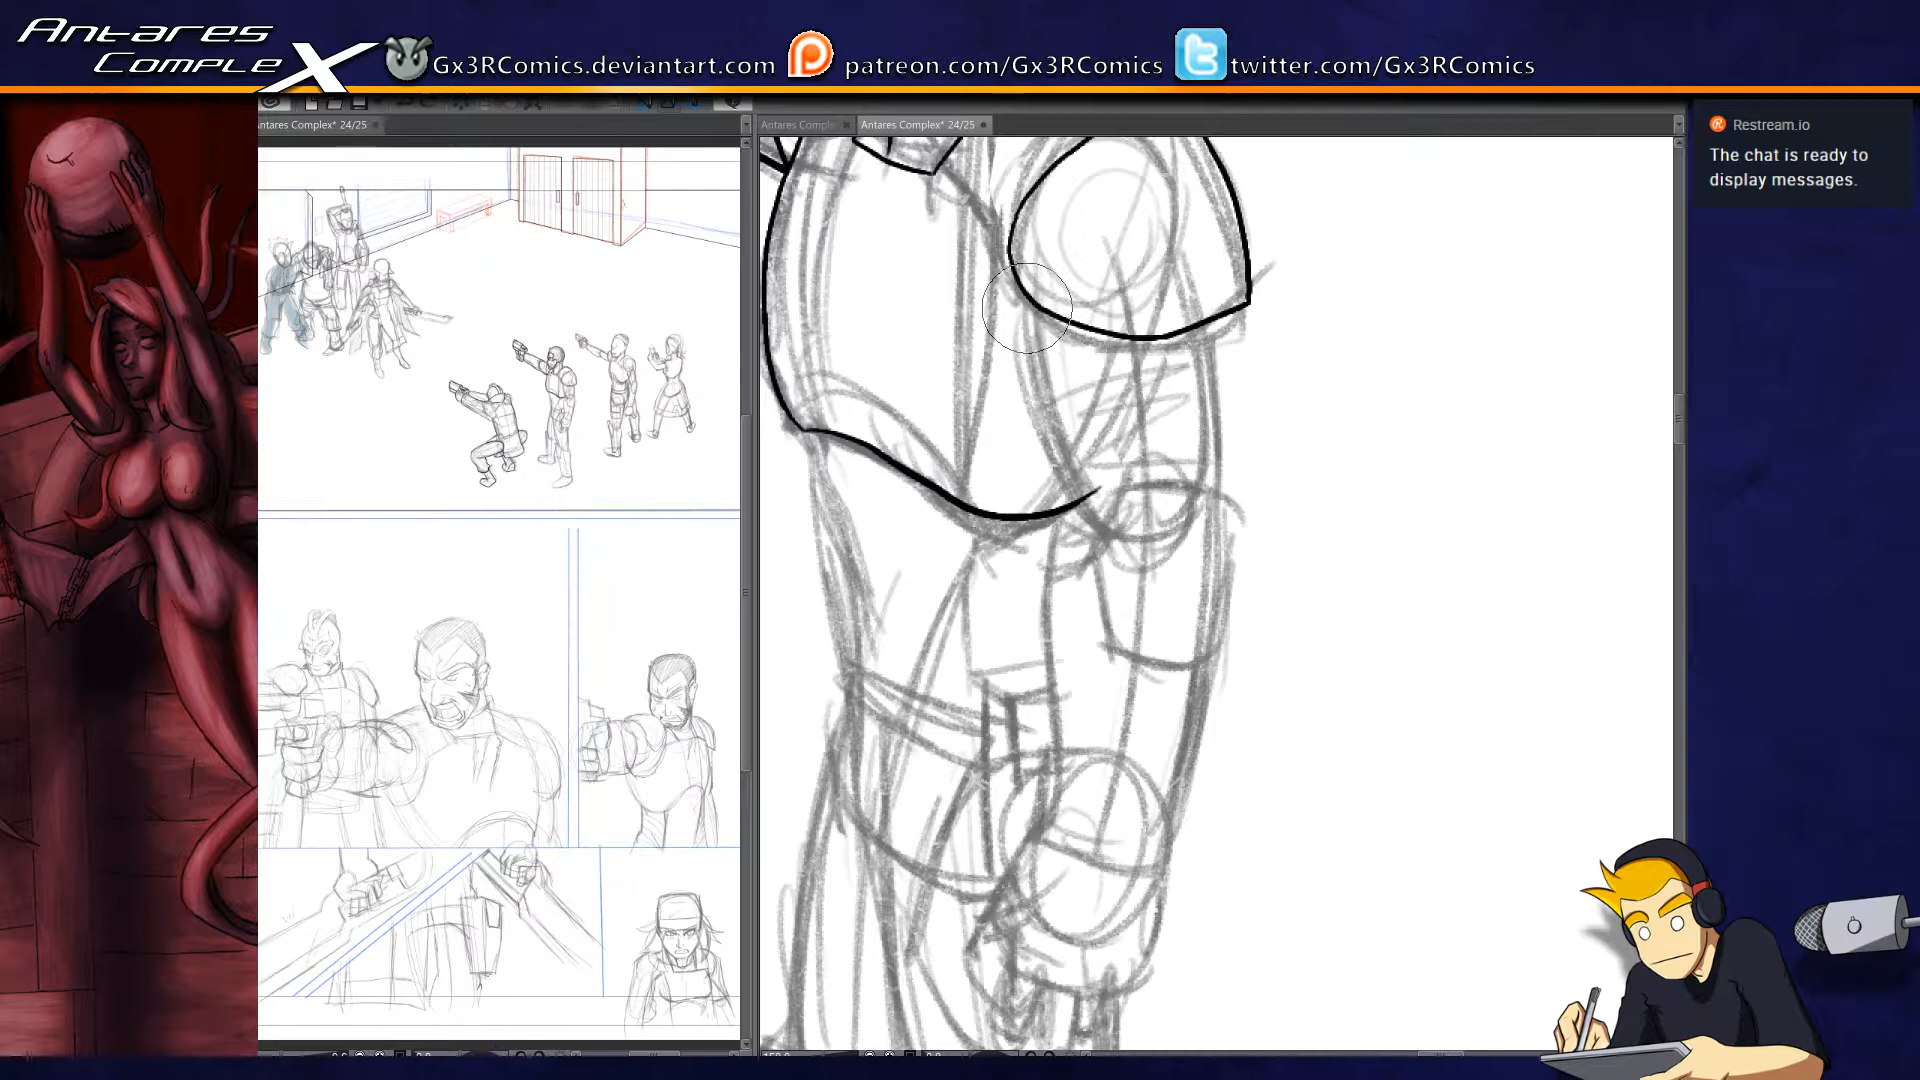 Antares
CompleX
Gx3RComics.deviantart.com
patreon.com/Gx3RComics
twitter.com/Gx3RComics
ntares Complex* 24/25
Antares Comple
Antares Complex* 24/25
Restream.io
The chat is ready to
display messages.